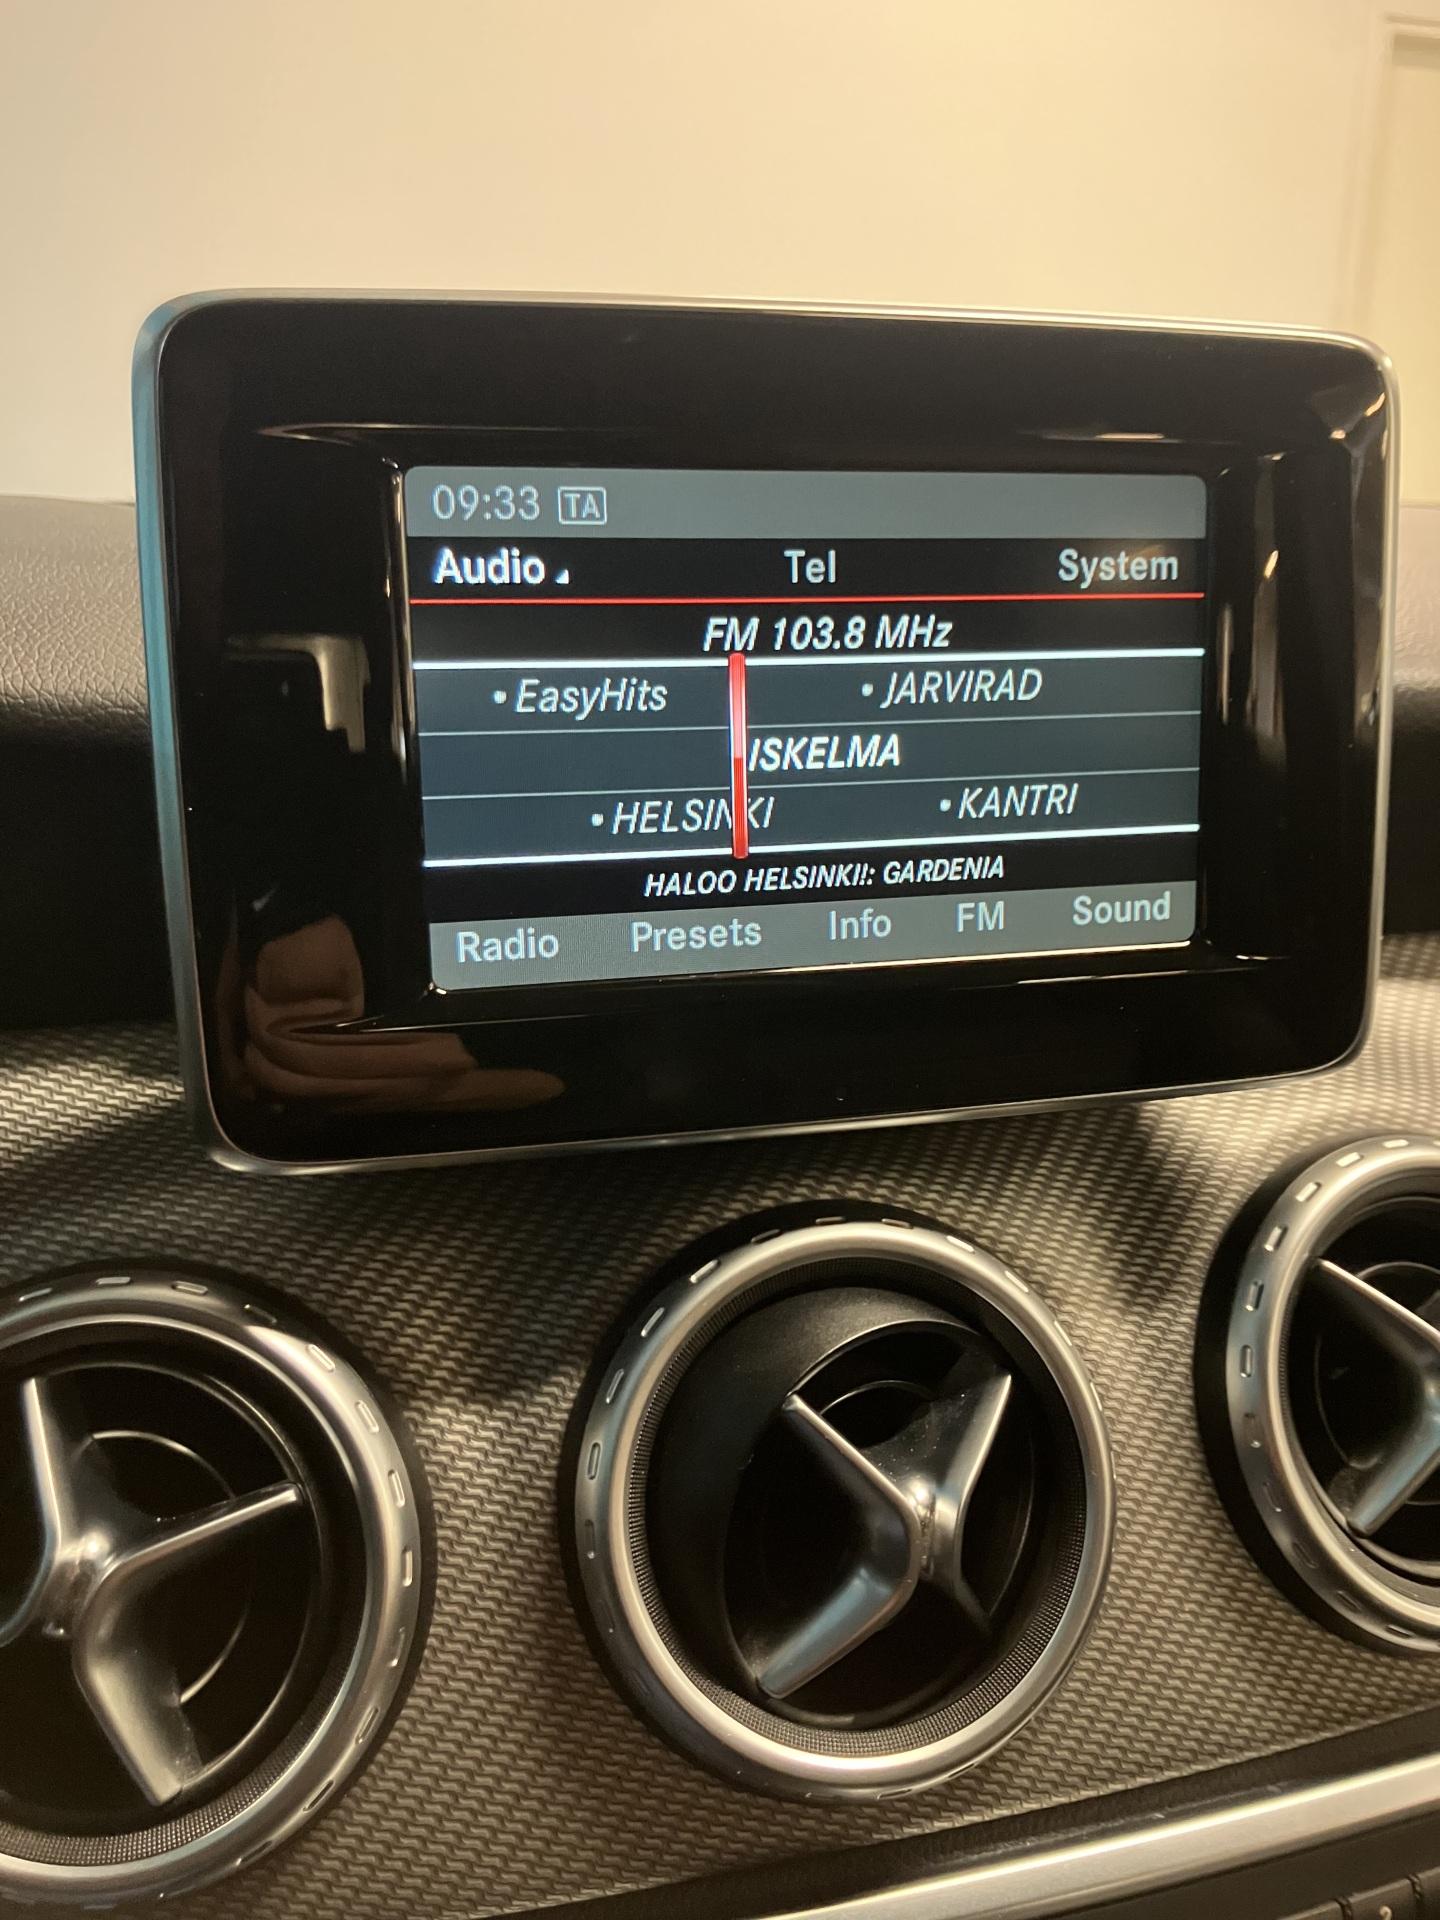 09:33 TA
Audio Tel System
FM 103.8 MHz
•EasyHits •JARVIRAD
ISKELMA
•HELSINKI •KANTRI
HALOO HELSINKI!: GARDENIA
Radio Presets Info FM Sound